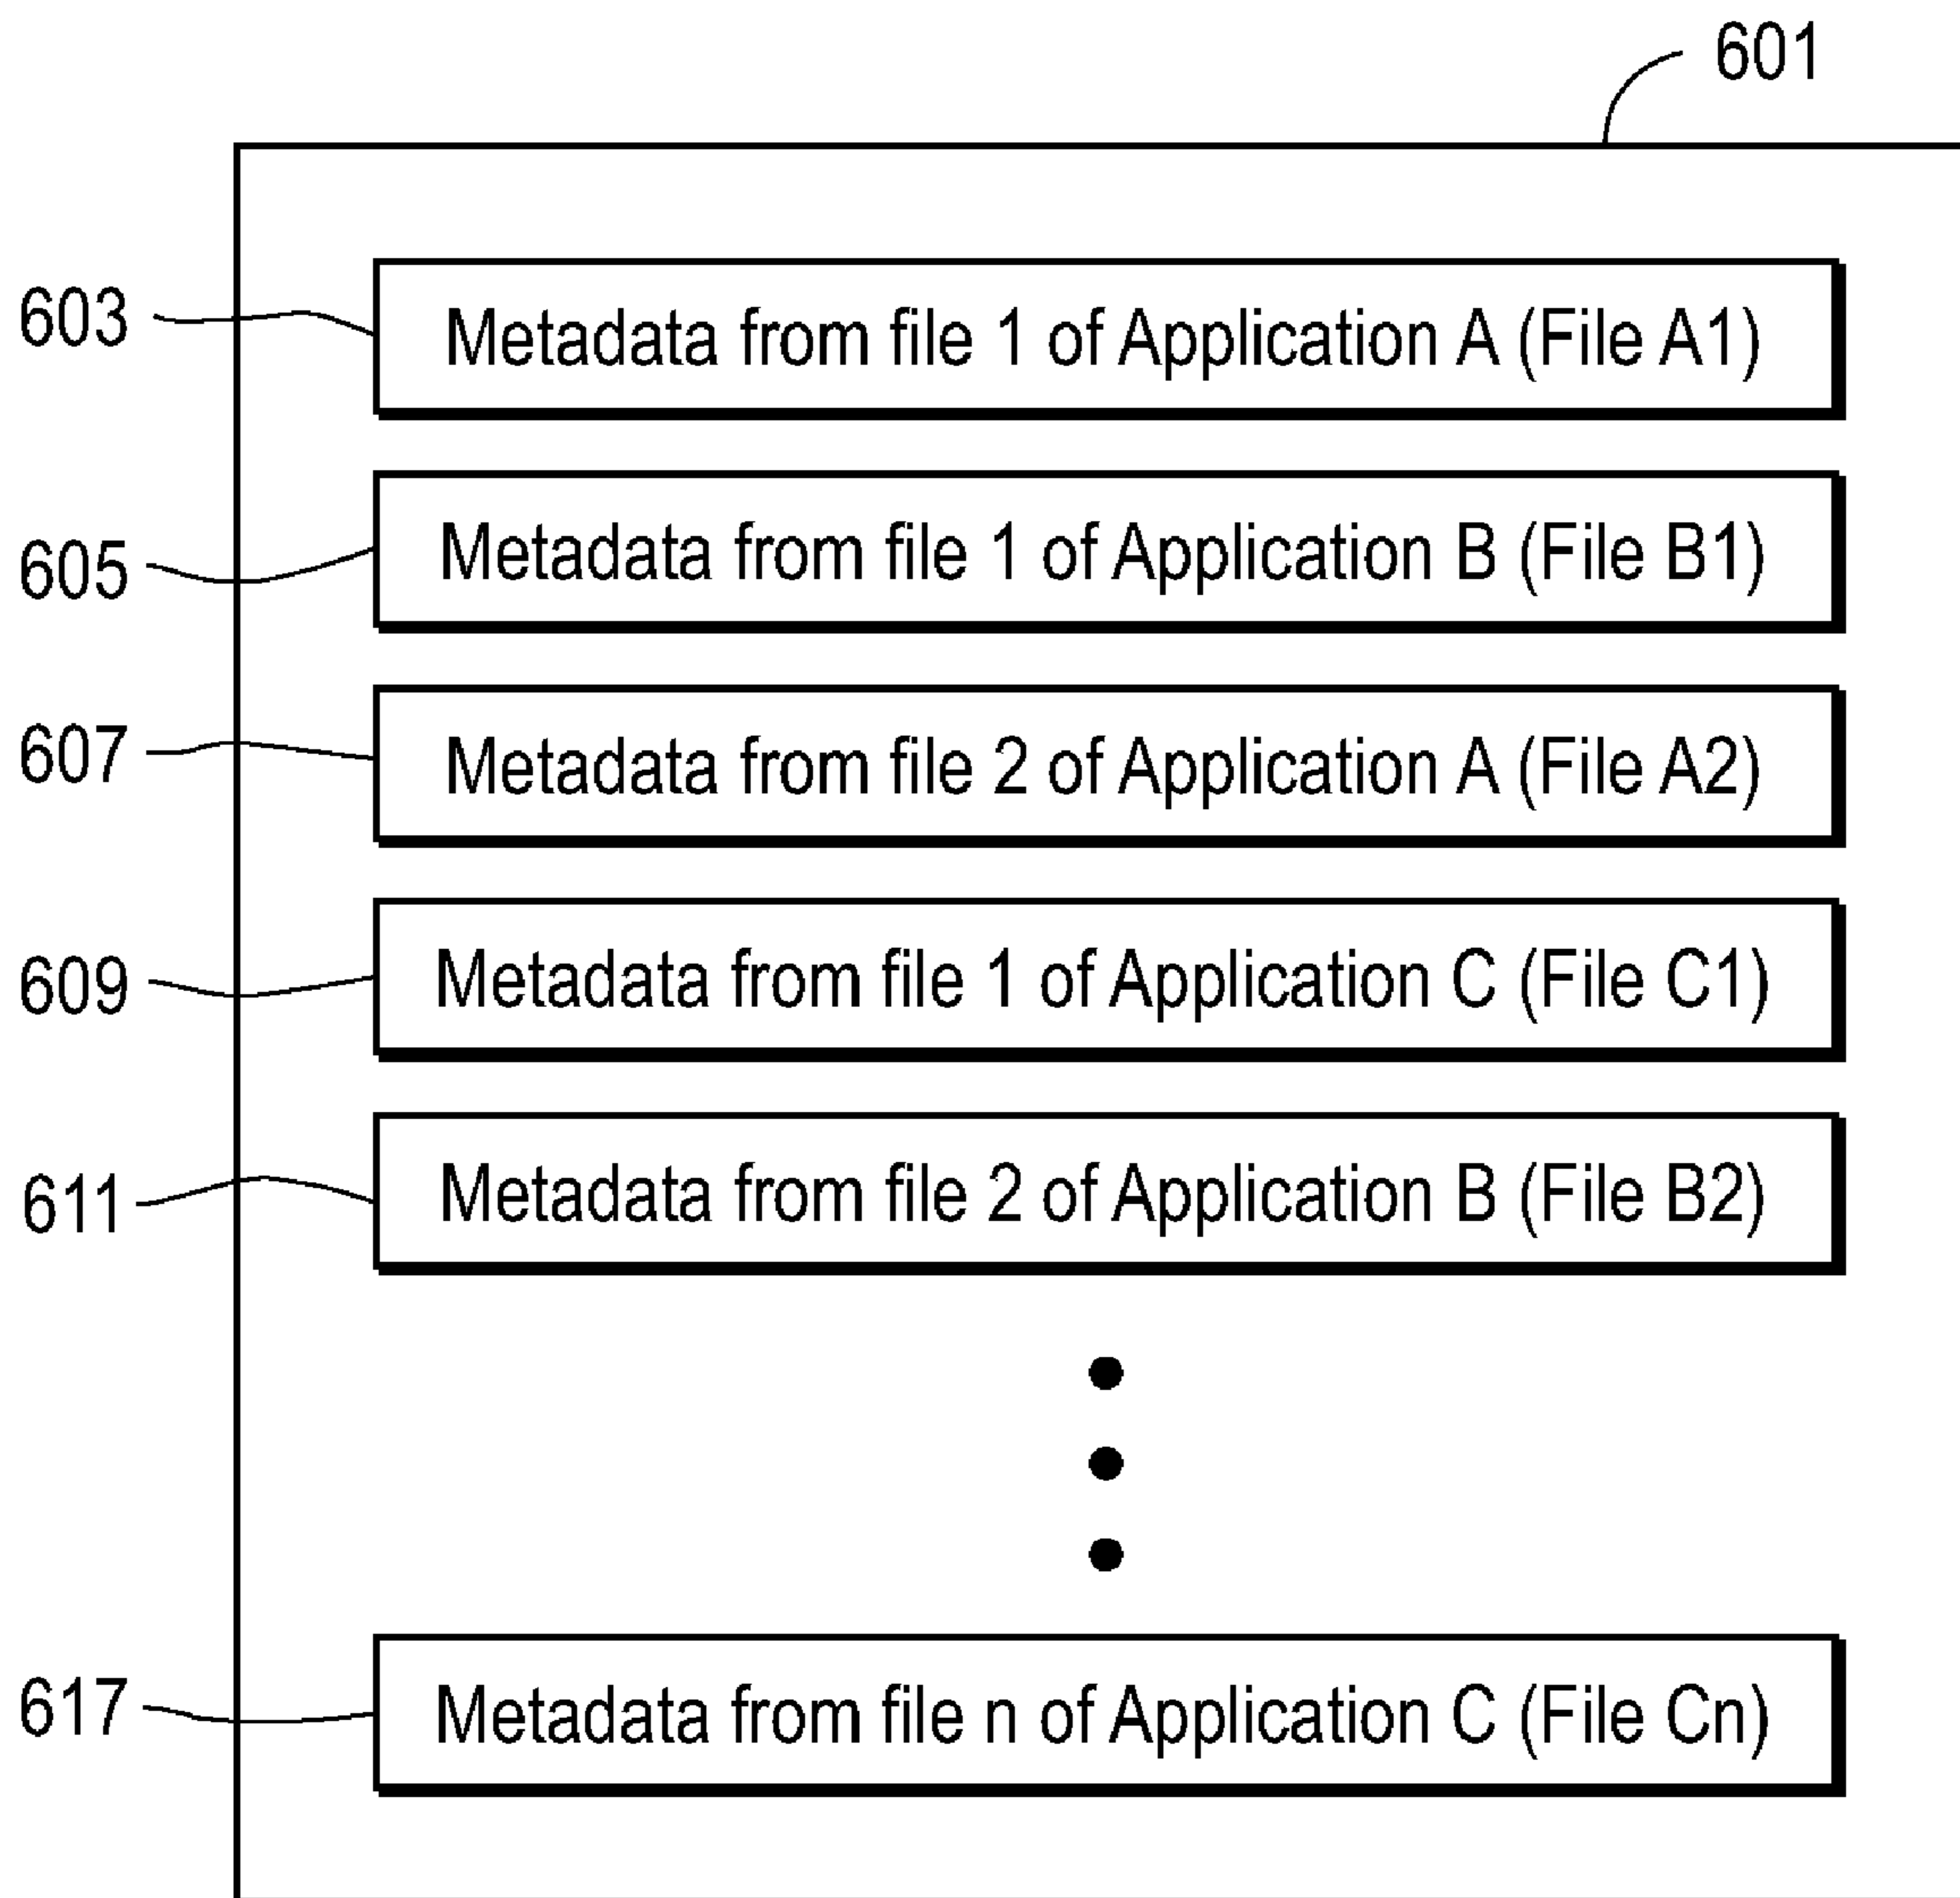 601
603 Metadata from file 1 of Application A (File A1)
605 Metadata from file 1 of Application B (File B1)
607 Metadata from file 2 of Application A (File A2)
609 Metadata from file 1 of Application C (File C1)
611 Metadata from file 2 of Application B (File B2)
617 Metadata from file n of Application C (File Cn)